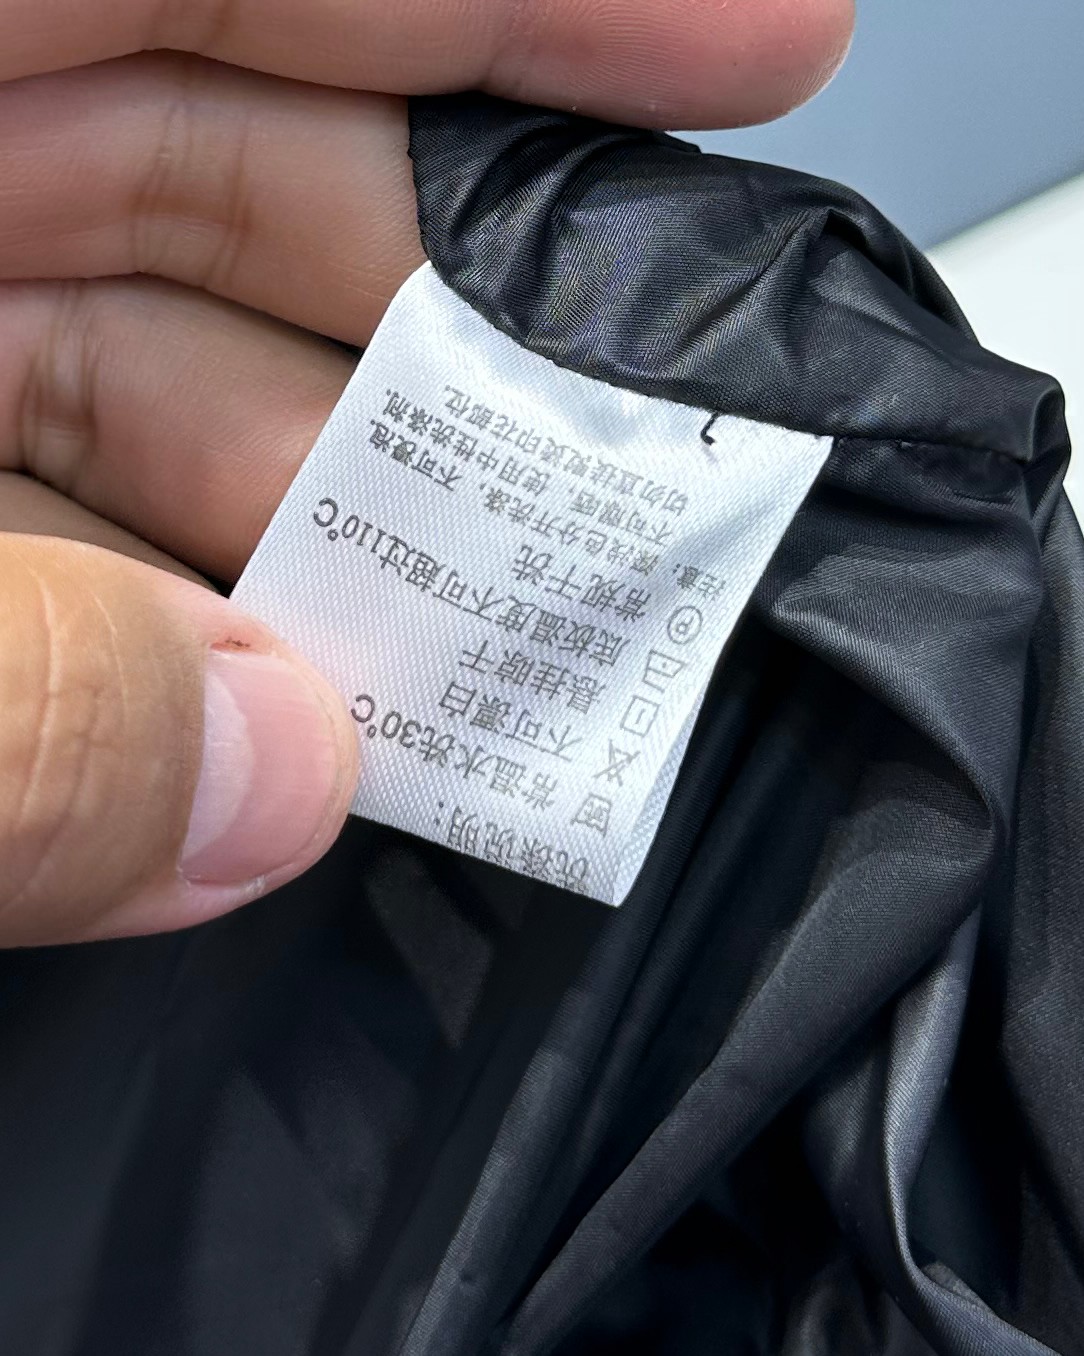 洗涤说明:
常温水洗30°C
不可漂白
悬挂晾干
底板温度不可超过110°C
常规干洗
注意: 深浅色分开洗涤, 不可浸泡.
不可曝晒, 使用中性洗涤剂.
切勿直接熨烫印花部位.